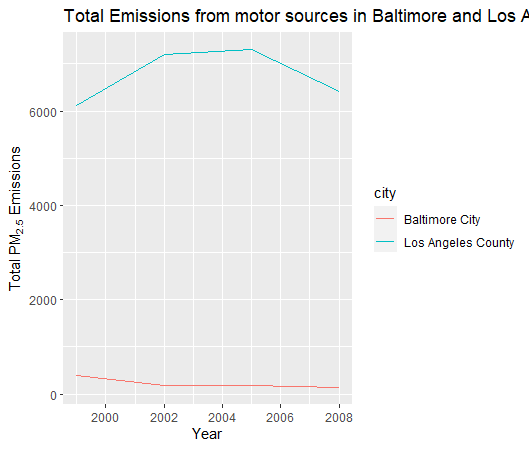 Total Emissions from motor sources in Baltimore and Los A
6000
4000
2000
0
Total PM2.5 Emissions
2000
2002
2004
2006
2008
Year
city
Baltimore City
Los Angeles County